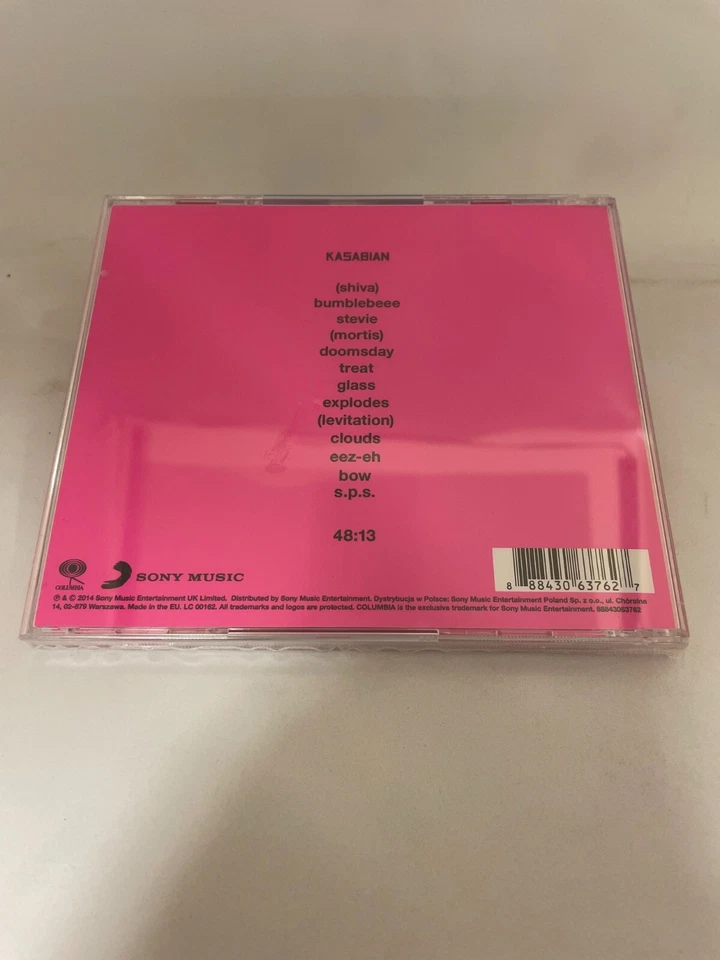 KASABIAN
(shiva)
bumblebeee
stevie
(mortis)
doomsday
treat
glass
explodes
(levitation)
clouds
eez-eh
bow
s.p.s.
48:13
COLUMBIA
SONY MUSIC
8 88430 63762 7
℗ & © 2014 Sony Music Entertainment UK Limited. Distributed by Sony Music Entertainment. Dystrybucja w Polsce: Sony Music Entertainment Poland Sp. z o.o., ul. Chórsina
14, 02-679 Warszawa. Made in the EU. LC 00162. All trademarks and logos are protected. COLUMBIA is the exclusive trademark for Sony Music Entertainment. 88843063762